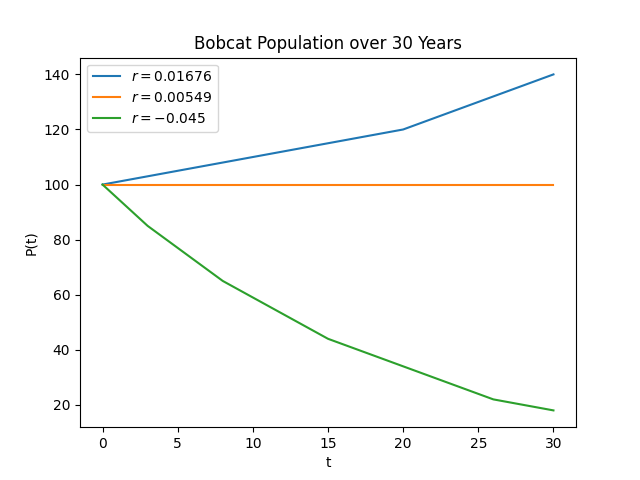 Bobcat Population over 30 Years
r = 0.01676
r = 0.00549
r = −0.045
140
120
100
80
60
40
20
P(t)
0 5 10 15 20 25 30
t